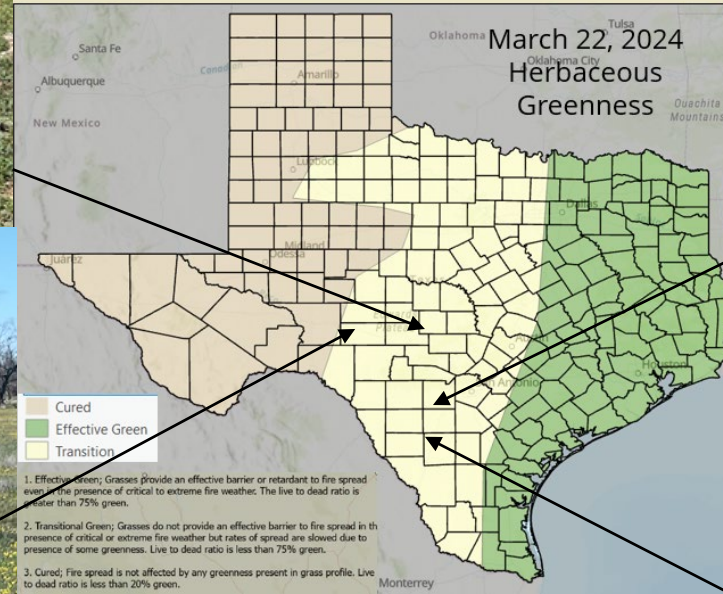 March 22, 2024
Herbaceous
Greenness
Tulsa
Oklahoma
Oklahoma City
Santa Fe
Canadian
Amarillo
Albuquerque
Ouachita
Mountains
New Mexico
Lubbock
Dallas
Midland
Odessa
Juárez
Texas
Edwards
Plateau
Austin
Houston
San Antonio
Cured
Effective Green
Transition
1. Effective Green; Grasses provide an effective barrier or retardant to fire spread
even in the presence of critical to extreme fire weather. The live to dead ratio is
greater than 75% green.
2. Transitional Green; Grasses do not provide an effective barrier to fire spread in th
presence of critical or extreme fire weather but rates of spread are slowed due to
presence of some greenness. Live to dead ratio is less than 75% green.
3. Cured; Fire spread is not affected by any greenness present in grass profile. Live
to dead ratio is less than 20% green.
Monterrey